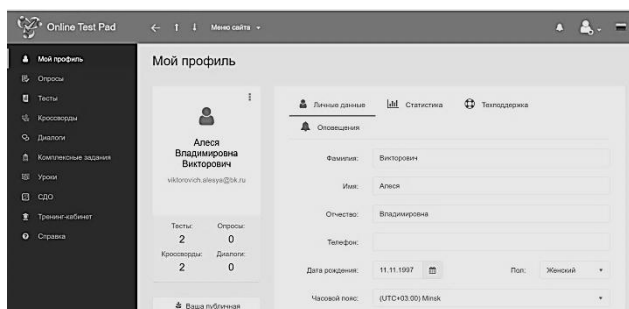 Online Test Pad
Меню сайта
Мой профиль
Опросы
Тесты
Кроссворды
Диалоги
Комплексные задания
Уроки
СДО
Тренинг-кабинет
Справка
Мой профиль
Алеся
Владимировна
Викторович
viktorovich.alesya@bk.ru
Тесты: Опросы:
2 0
Кроссворды: Диалоги:
2 0
Ваша публичная
Личные данные Статистика Техподдержка
Оповещения
Фамилия: Викторович
Имя: Алеся
Отчество: Владимировна
Телефон:
Дата рождения: 11.11.1997 Пол: Женский
Часовой пояс: (UTC+03:00) Minsk